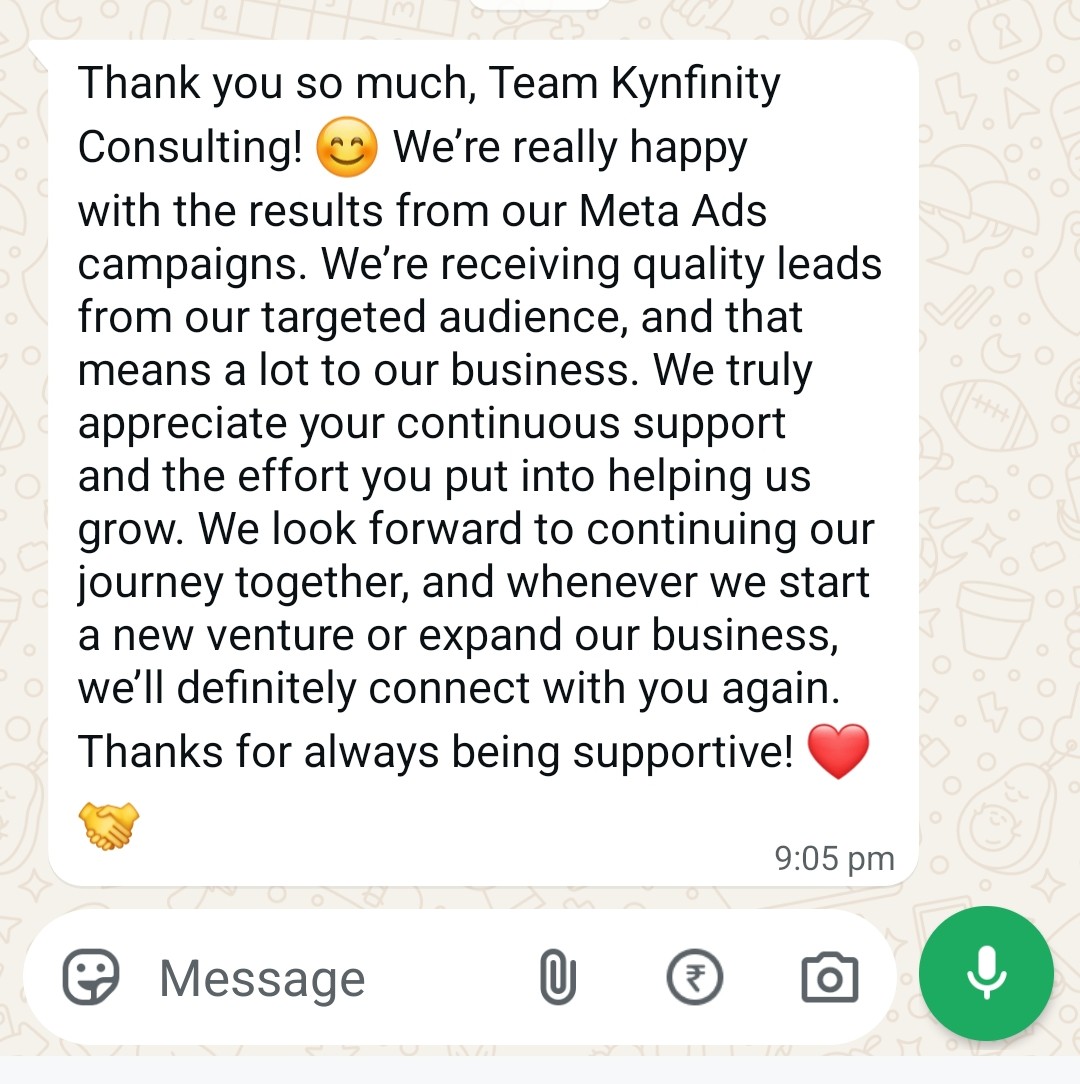 Thank you so much, Team Kynfinity
Consulting! 😊 We’re really happy
with the results from our Meta Ads
campaigns. We’re receiving quality leads
from our targeted audience, and that
means a lot to our business. We truly
appreciate your continuous support
and the effort you put into helping us
grow. We look forward to continuing our
journey together, and whenever we start
a new venture or expand our business,
we’ll definitely connect with you again.
Thanks for always being supportive! ❤️
🤝
9:05 pm
Message
₹